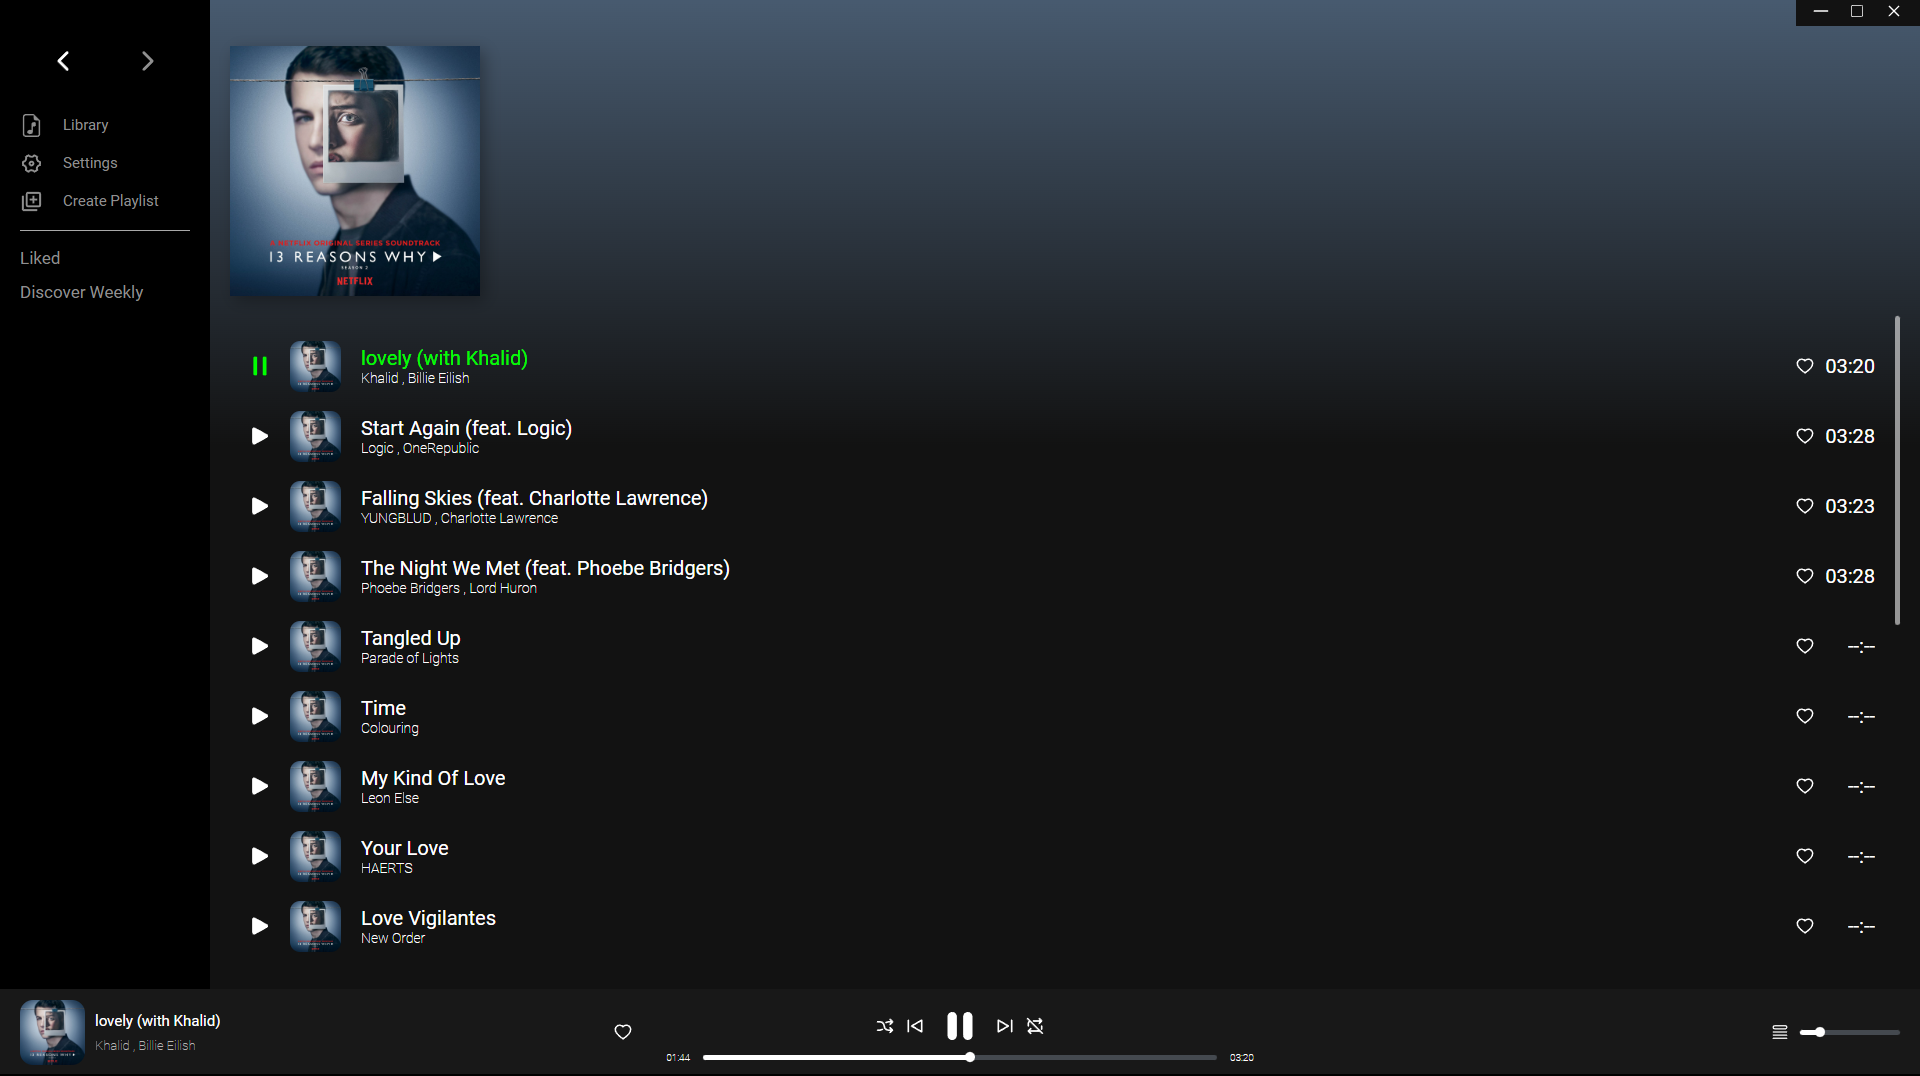 Library
Settings
Create Playlist
Liked
Discover Weekly
A NETFLIX ORIGINAL SERIES SOUNDTRACK
13 REASONS WHY
SEASON 2
NETFLIX
lovely (with Khalid)
Khalid , Billie Eilish
03:20
Start Again (feat. Logic)
Logic , OneRepublic
03:28
Falling Skies (feat. Charlotte Lawrence)
YUNGBLUD , Charlotte Lawrence
03:23
The Night We Met (feat. Phoebe Bridgers)
Phoebe Bridgers , Lord Huron
03:28
Tangled Up
Parade of Lights
--:--
Time
Colouring
--:--
My Kind Of Love
Leon Else
--:--
Your Love
HAERTS
--:--
Love Vigilantes
New Order
--:--
lovely (with Khalid)
Khalid , Billie Eilish
01:44
03:20